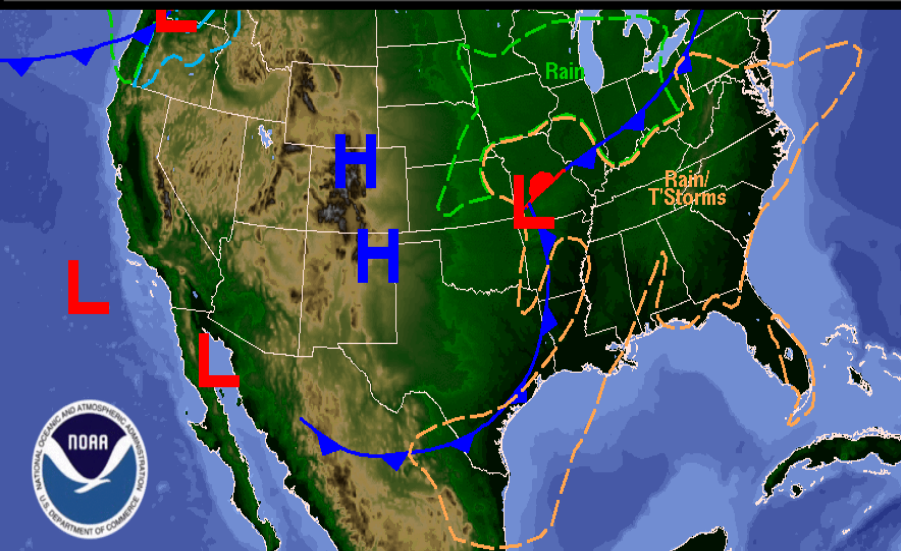 L
Rain
H
Rain/
T'Storms
L
H
L
L
NATIONAL OCEANIC AND ATMOSPHERIC ADMINISTRATION
NOAA
U.S. DEPARTMENT OF COMMERCE